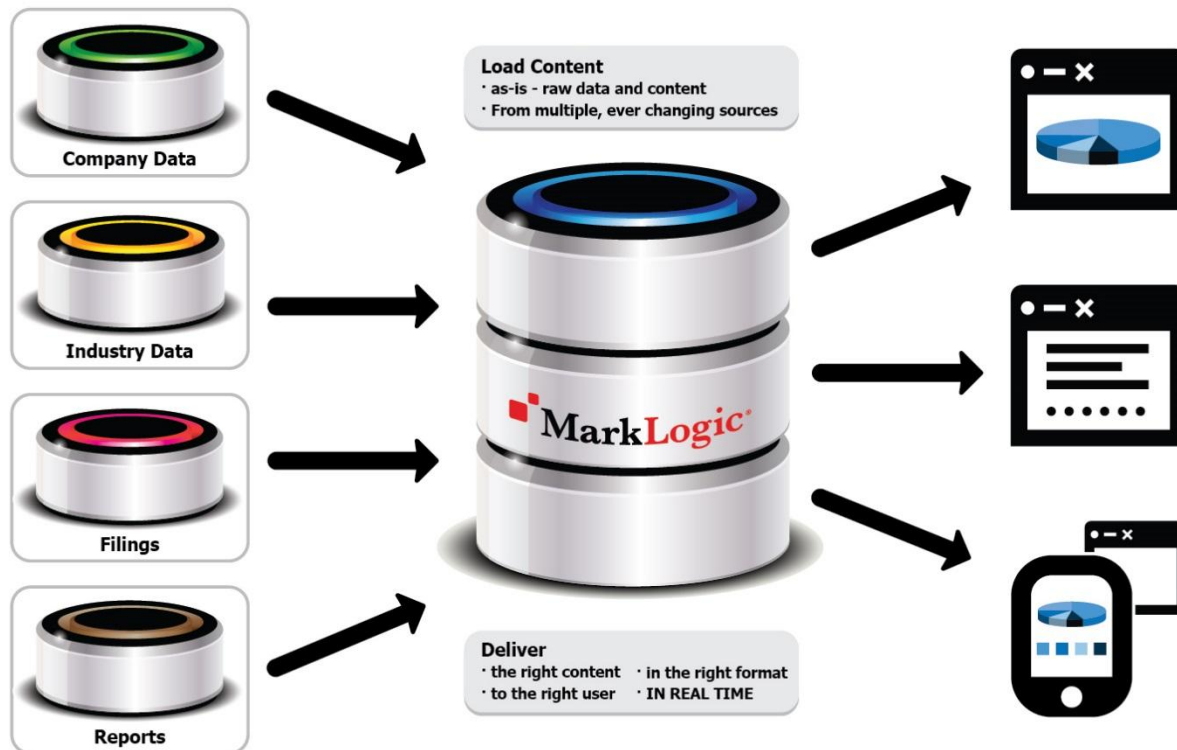 Company Data
Industry Data
Filings
Reports
Load Content
· as-is - raw data and content
· From multiple, ever changing sources
MarkLogic®
Deliver
· the right content · in the right format
· to the right user · IN REAL TIME